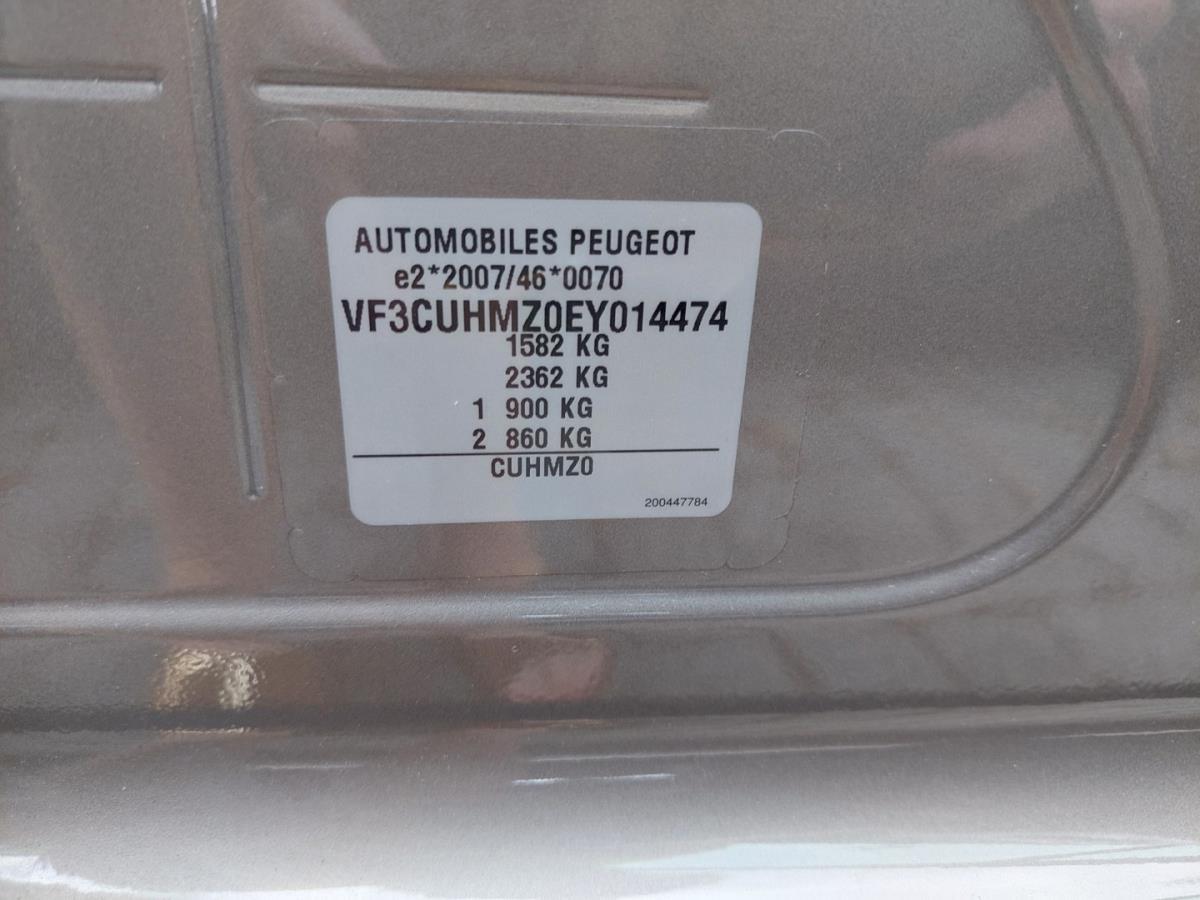 AUTOMOBILES PEUGEOT
e2*2007/46*0070
VF3CUHMZ0EY014474
1582 KG
2362 KG
1 900 KG
2 860 KG
CUHMZ0
200447784